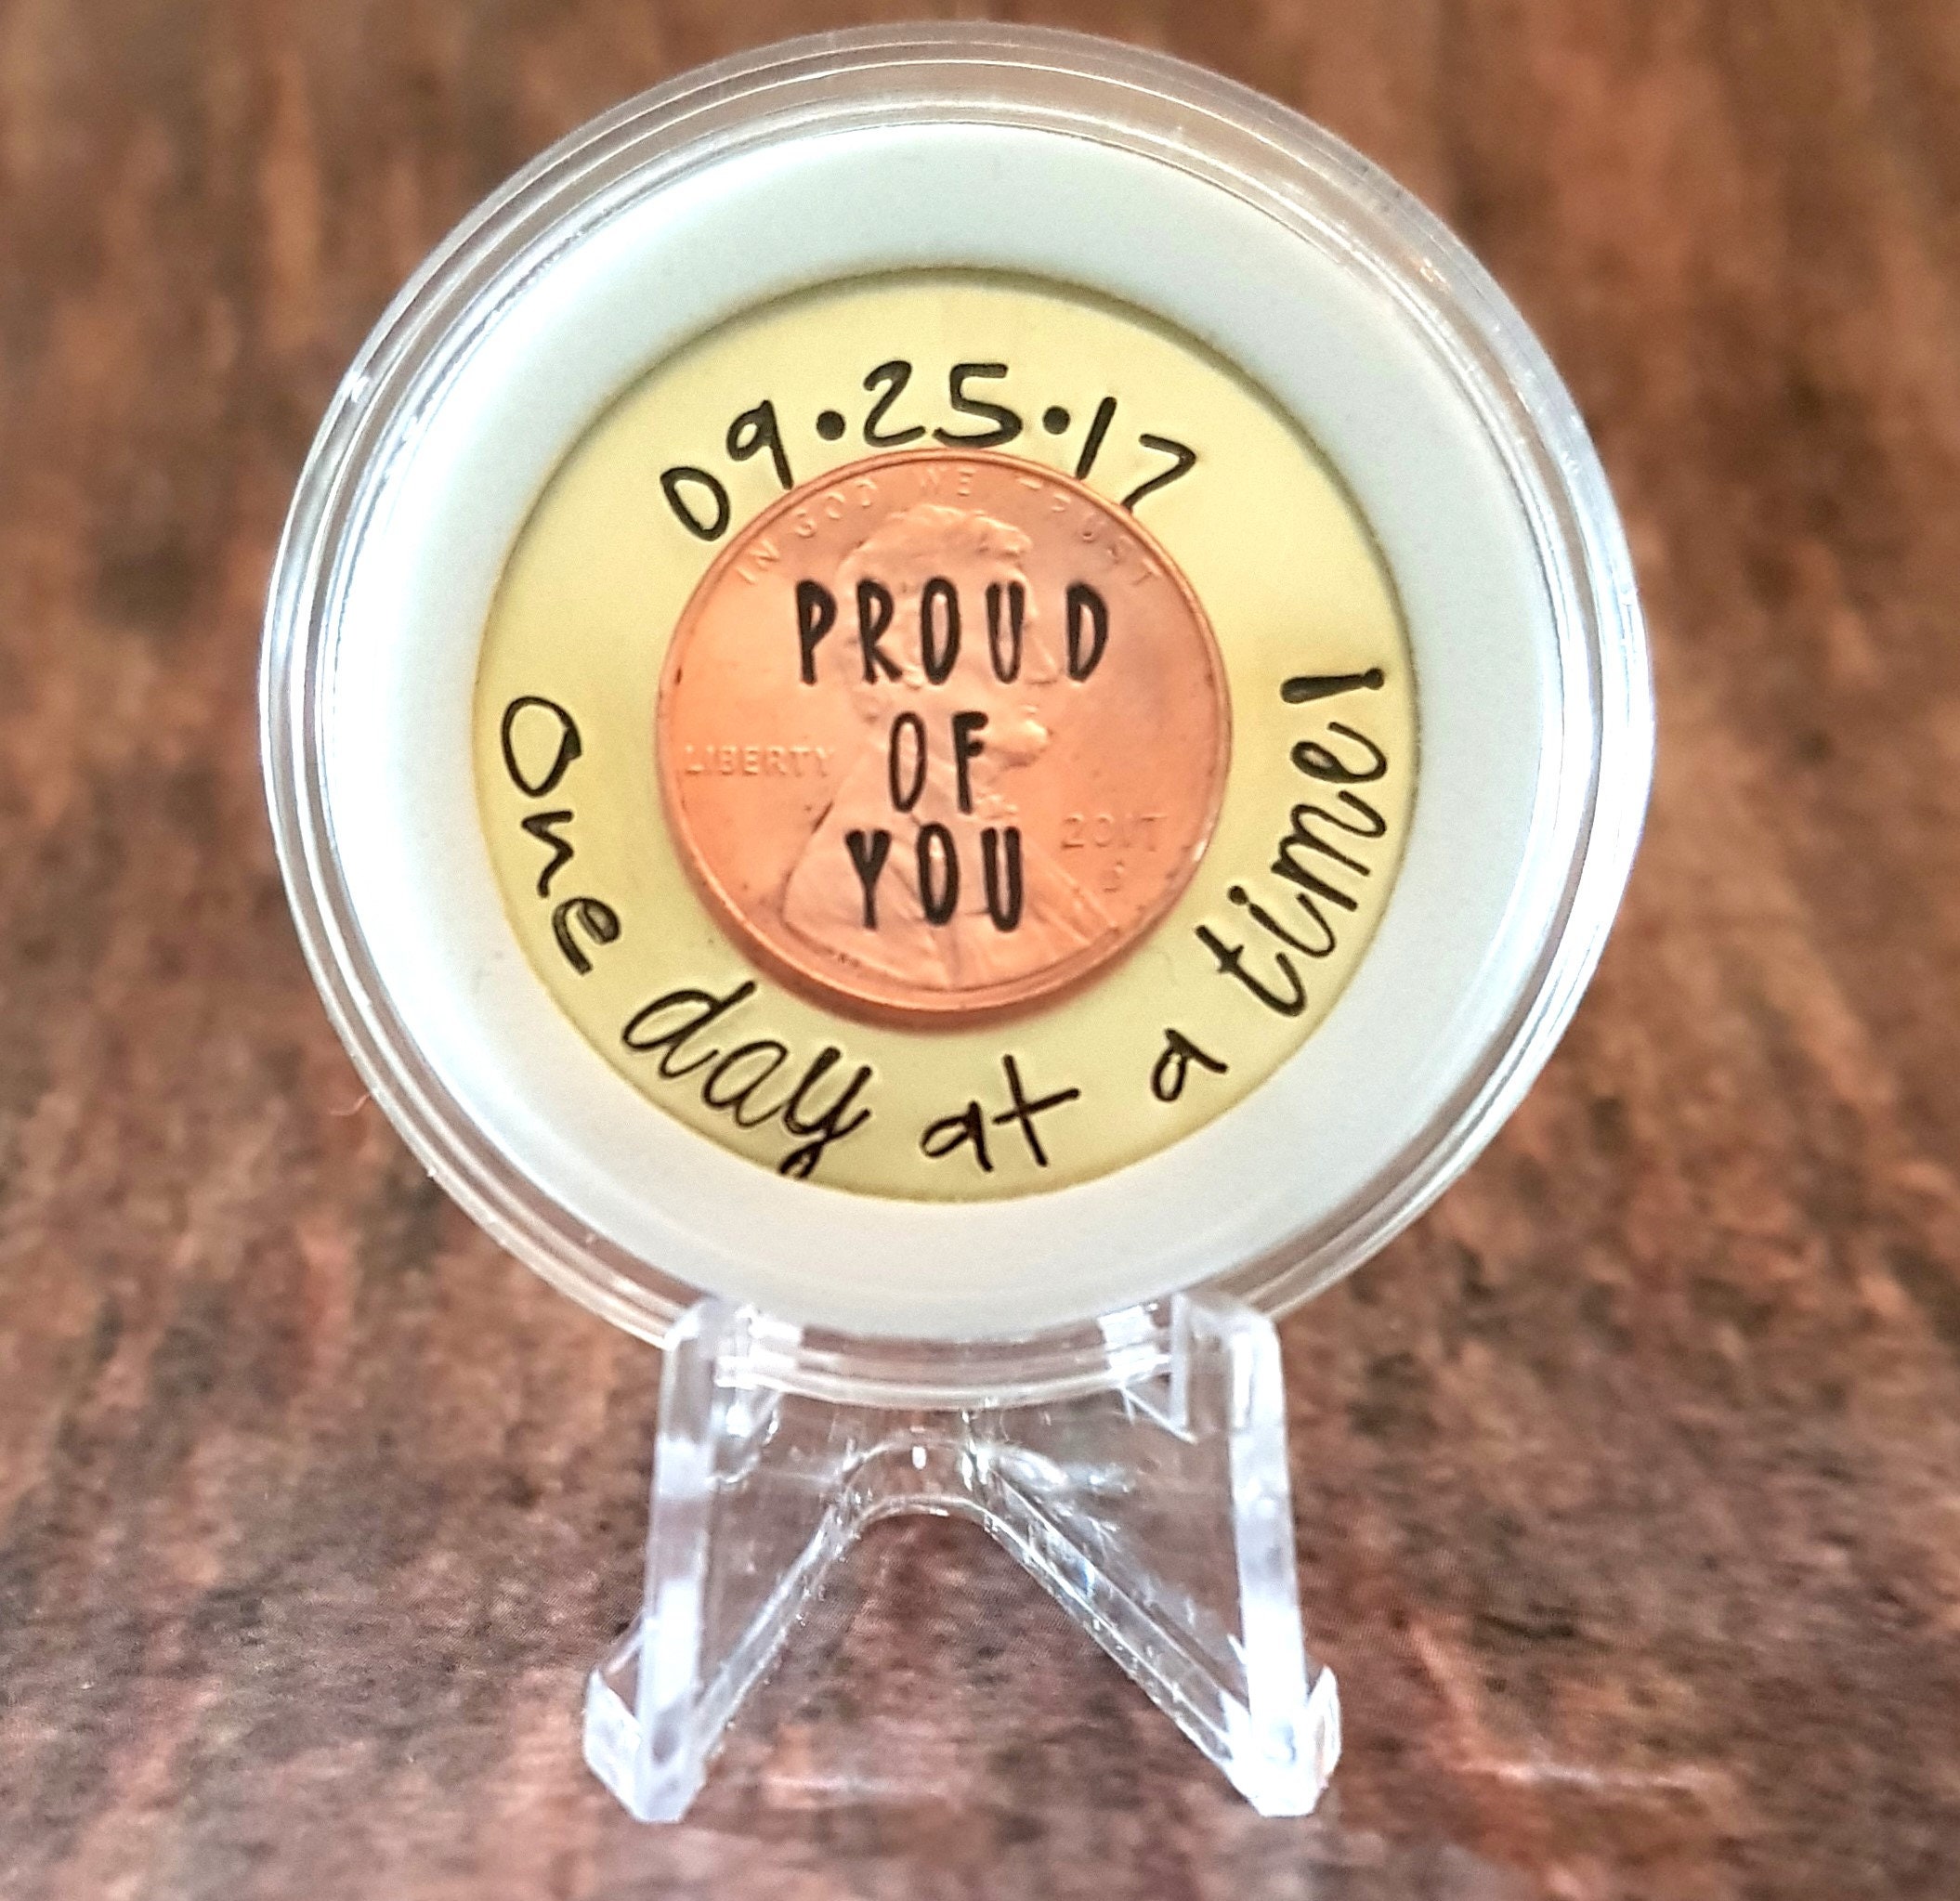 09•25•17
IN GOD WE TRUST
PROUD
OF
YOU
LIBERTY
2017
S
One day at a time!